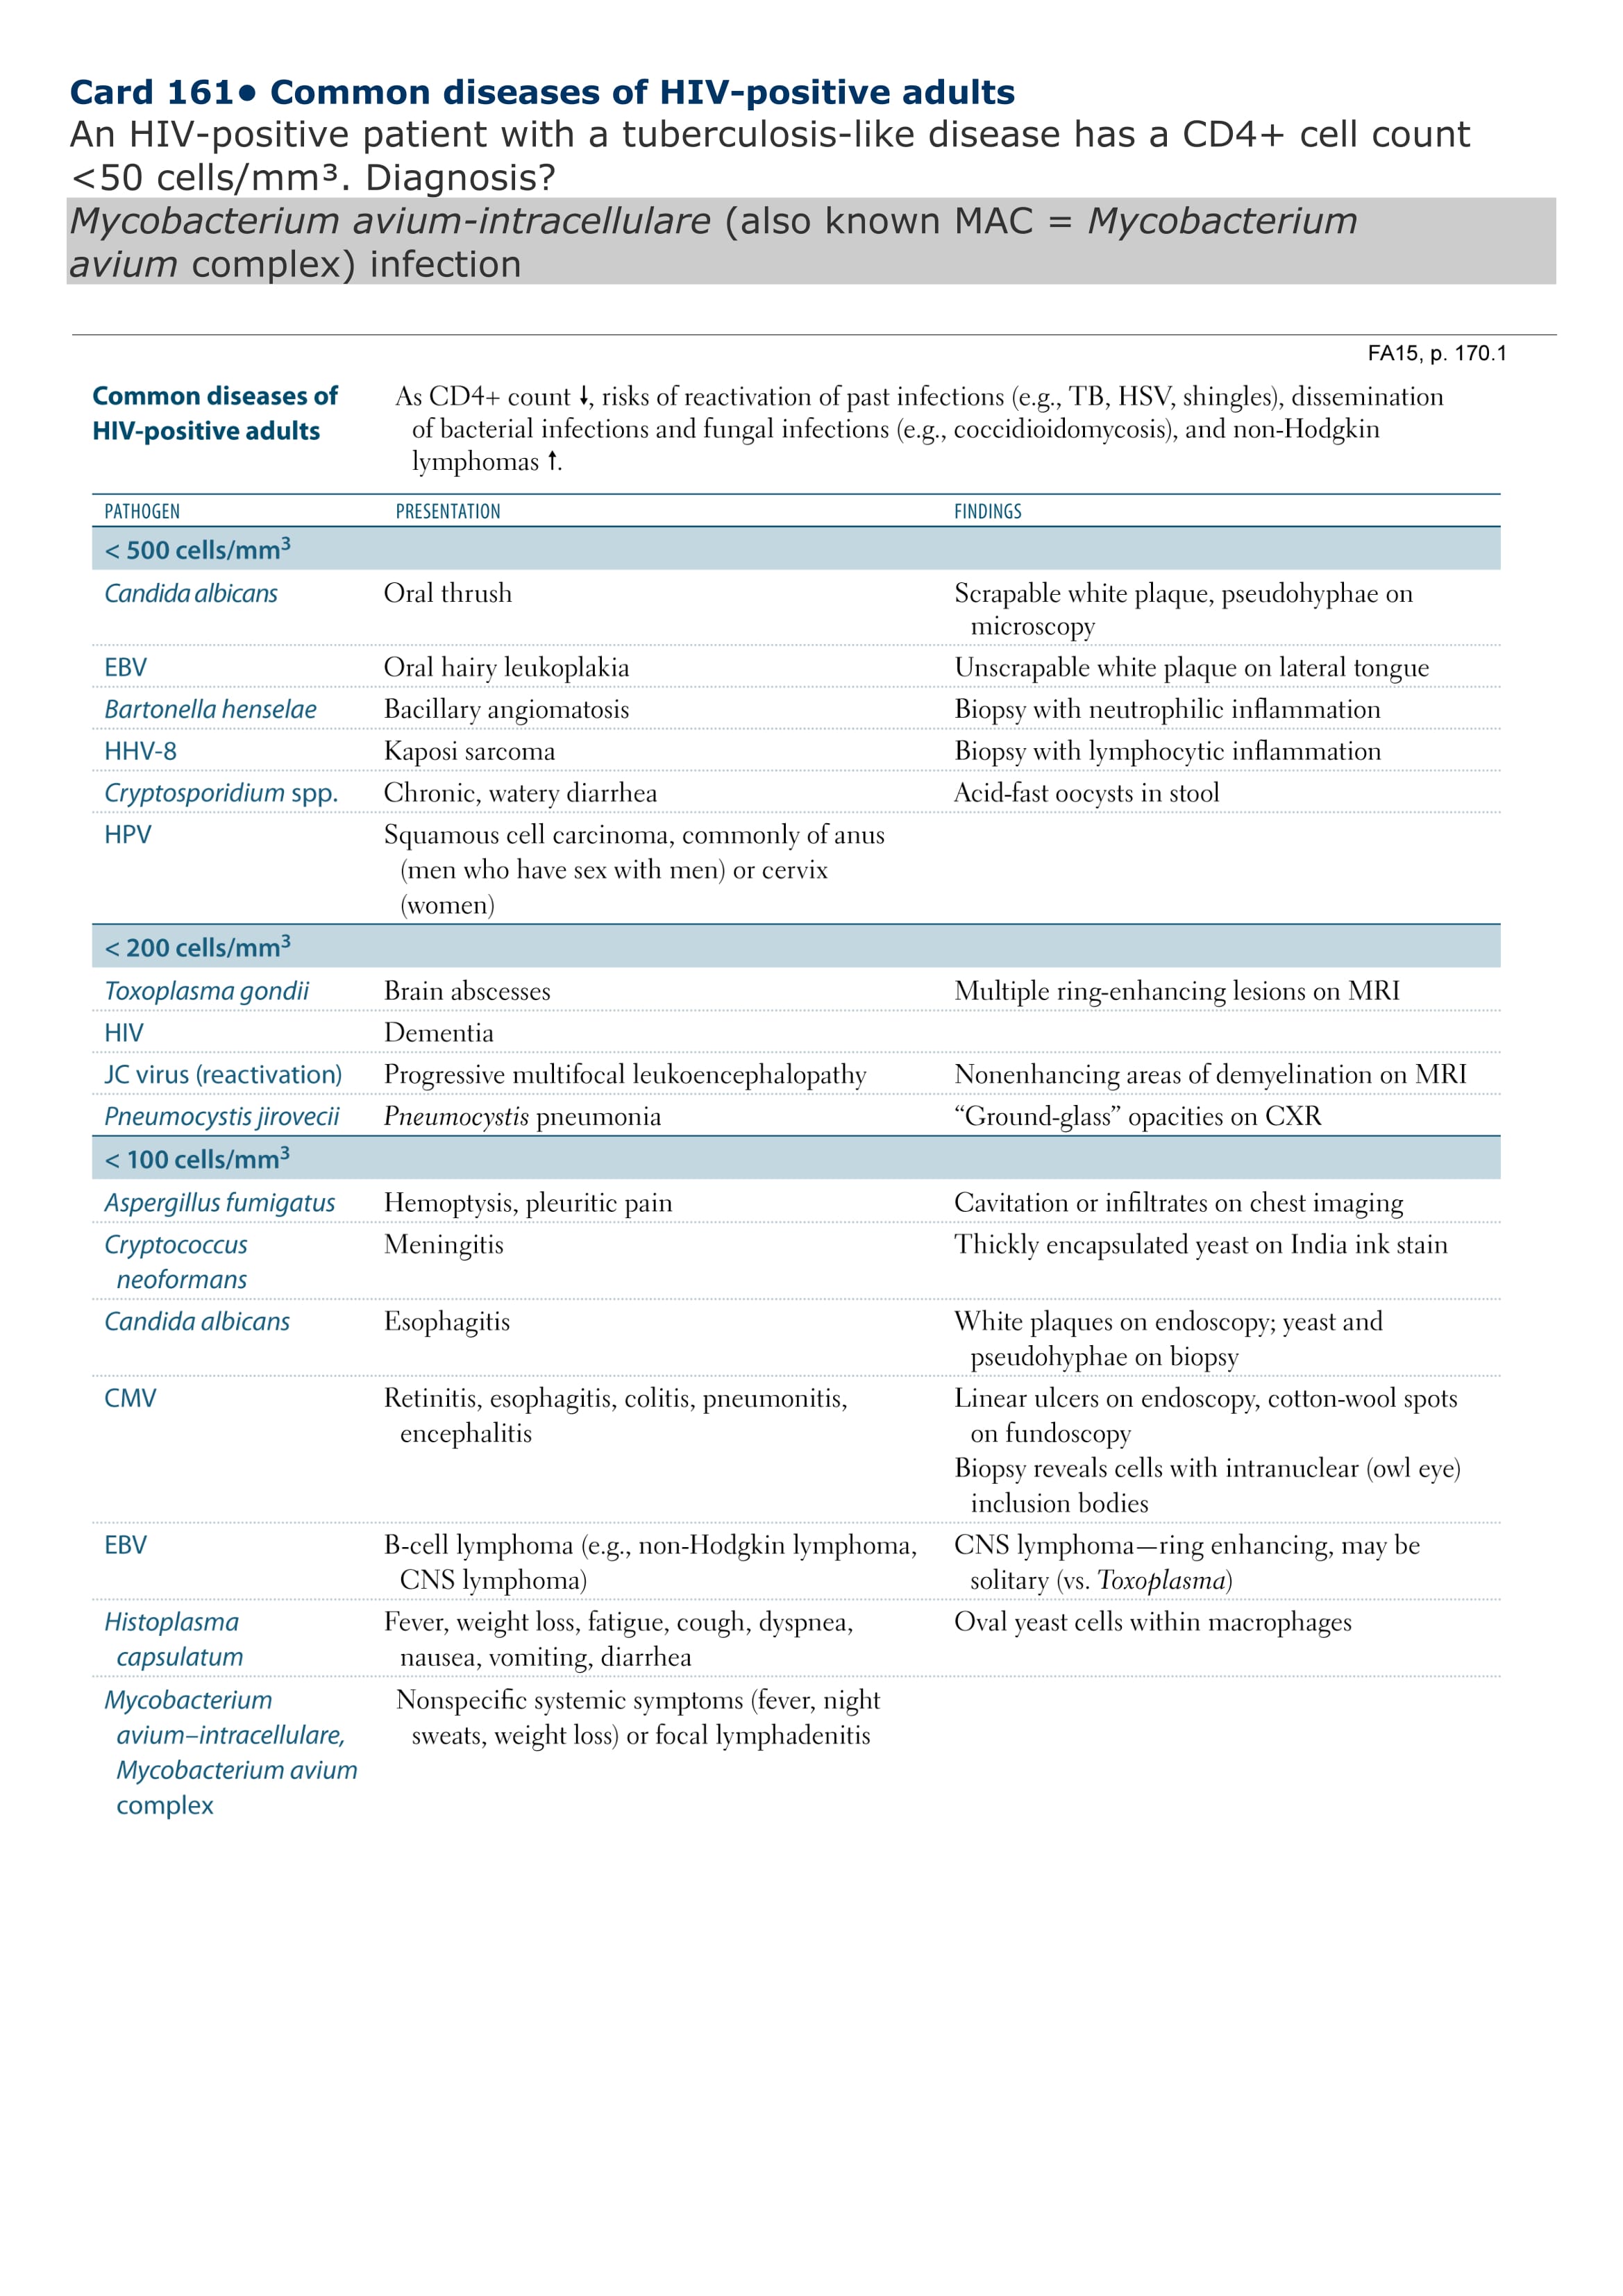 Card 161• Common diseases of HIV-positive adults
An HIV-positive patient with a tuberculosis-like disease has a CD4+ cell count
<50 cells/mm³. Diagnosis?
Mycobacterium avium-intracellulare (also known MAC = Mycobacterium
avium complex) infection
FA15, p. 170.1
Common diseases of HIV-positive adults
As CD4+ count ↓, risks of reactivation of past infections (e.g., TB, HSV, shingles), dissemination
of bacterial infections and fungal infections (e.g., coccidioidomycosis), and non-Hodgkin
lymphomas ↑.
PATHOGEN PRESENTATION FINDINGS
< 500 cells/mm³
Candida albicans Oral thrush Scrapable white plaque, pseudohyphae on
microscopy
EBV Oral hairy leukoplakia Unscrapable white plaque on lateral tongue
Bartonella henselae Bacillary angiomatosis Biopsy with neutrophilic inflammation
HHV-8 Kaposi sarcoma Biopsy with lymphocytic inflammation
Cryptosporidium spp. Chronic, watery diarrhea Acid-fast oocysts in stool
HPV Squamous cell carcinoma, commonly of anus
(men who have sex with men) or cervix
(women)
< 200 cells/mm³
Toxoplasma gondii Brain abscesses Multiple ring-enhancing lesions on MRI
HIV Dementia
JC virus (reactivation) Progressive multifocal leukoencephalopathy Nonenhancing areas of demyelination on MRI
Pneumocystis jirovecii Pneumocystis pneumonia “Ground-glass” opacities on CXR
< 100 cells/mm³
Aspergillus fumigatus Hemoptysis, pleuritic pain Cavitation or infiltrates on chest imaging
Cryptococcus Meningitis Thickly encapsulated yeast on India ink stain
neoformans
Candida albicans Esophagitis White plaques on endoscopy; yeast and
pseudohyphae on biopsy
CMV Retinitis, esophagitis, colitis, pneumonitis, Linear ulcers on endoscopy, cotton-wool spots
encephalitis on fundoscopy
Biopsy reveals cells with intranuclear (owl eye)
inclusion bodies
EBV B-cell lymphoma (e.g., non-Hodgkin lymphoma, CNS lymphoma—ring enhancing, may be
CNS lymphoma) solitary (vs. Toxoplasma)
Histoplasma Fever, weight loss, fatigue, cough, dyspnea, Oval yeast cells within macrophages
capsulatum nausea, vomiting, diarrhea
Mycobacterium Nonspecific systemic symptoms (fever, night
avium–intracellulare, sweats, weight loss) or focal lymphadenitis
Mycobacterium avium
complex